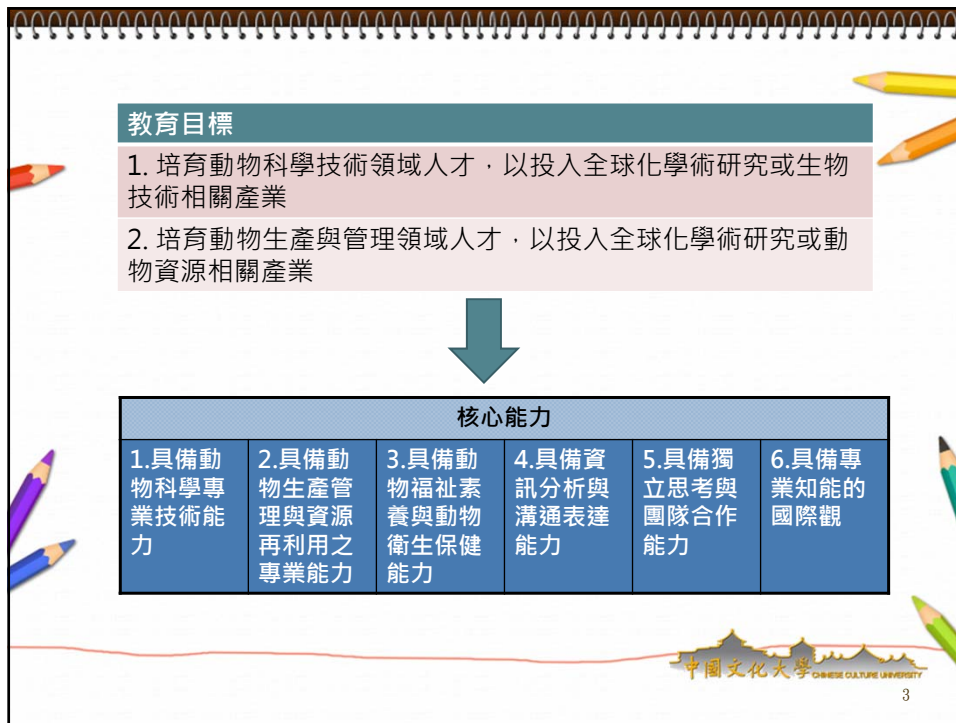 教育目標
1. 培育動物科學技術領域人才，以投入全球化學術研究或生物
技術相關產業
2. 培育動物生產與管理領域人才，以投入全球化學術研究或動
物資源相關產業
核心能力
1.具備動
物科學專
業技術能
力
2.具備動
物生產管
理與資源
再利用之
專業能力
3.具備動
物福祉素
養與動物
衛生保健
能力
4.具備資
訊分析與
溝通表達
能力
5.具備獨
立思考與
團隊合作
能力
6.具備專
業知能的
國際觀
中國文化大學 CHINESE CULTURE UNIVERSITY
3